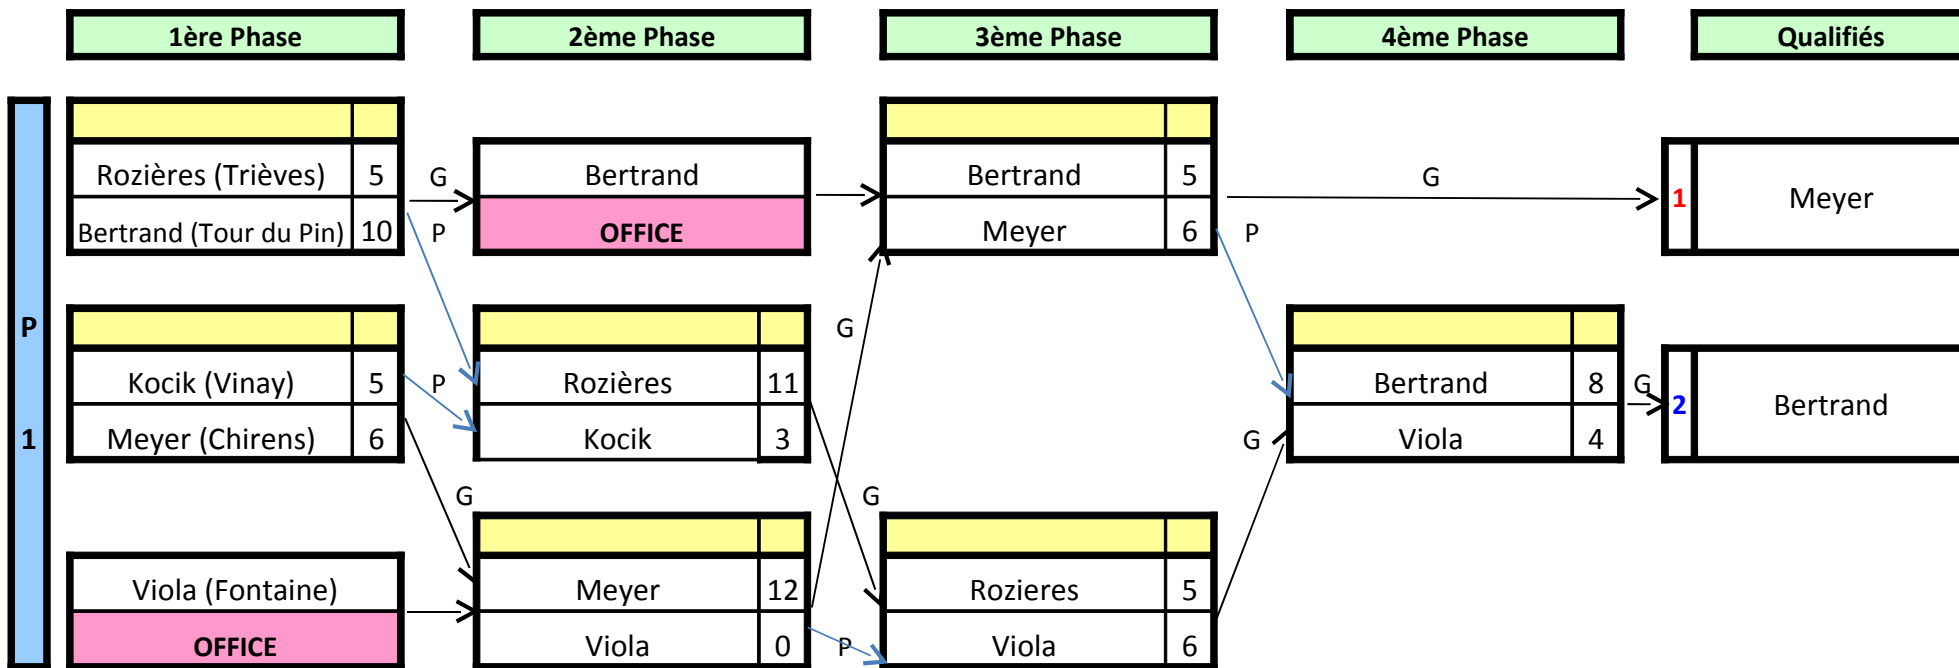 1ère Phase 2ème Phase 3ème Phase 4ème Phase Qualifiés
Rozières (Trièves) 5 G Bertrand Bertrand 5 G 1 Meyer
Bertrand (Tour du Pin) 10 P OFFICE Meyer 6 P
P G
Kocik (Vinay) 5 P Rozières 11 Bertrand 8 G 2 Bertrand
1 Meyer (Chirens) 6 Kocik 3 G Viola 4
G G
Viola (Fontaine) Meyer 12 Rozieres 5
OFFICE Viola 0 P Viola 6